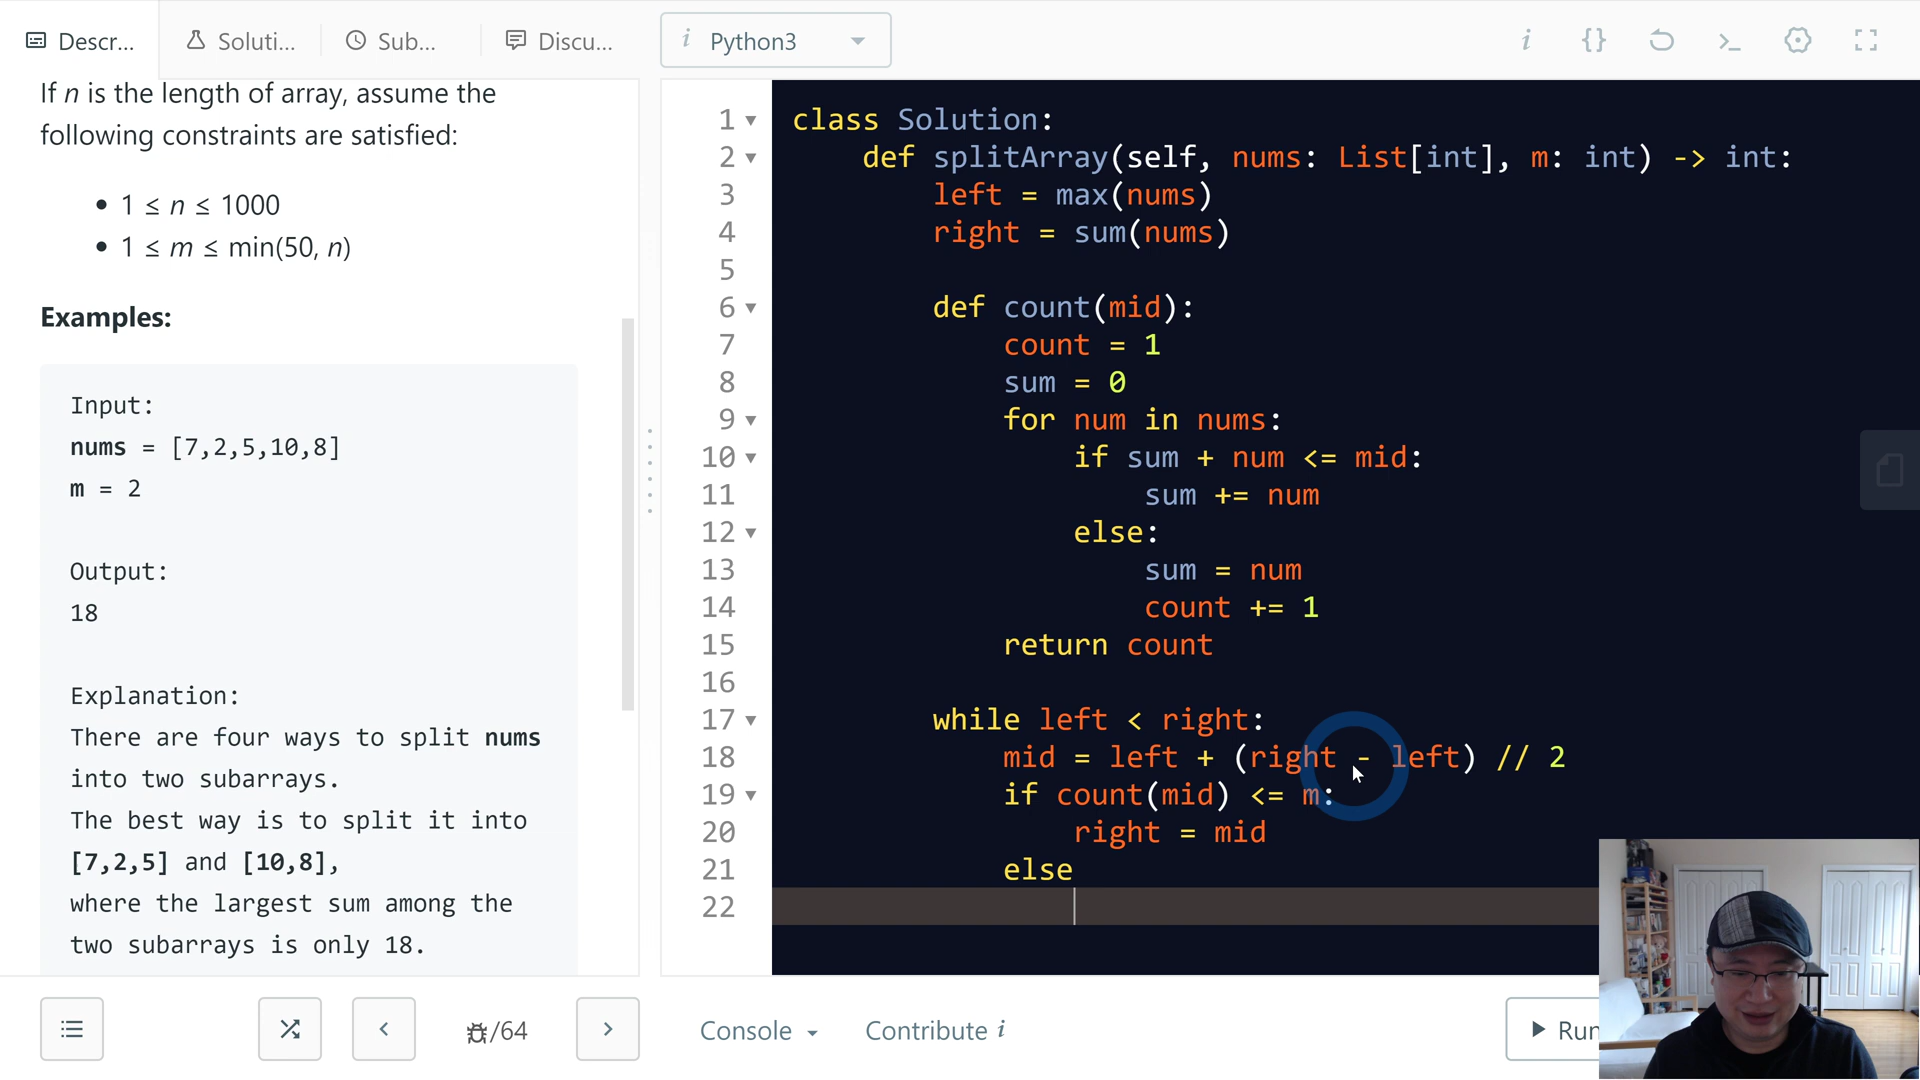 Descr...
Soluti...
Sub...
Discu...
i Python3
i {} >_
If n is the length of array, assume the
following constraints are satisfied:
• 1 ≤ n ≤ 1000
• 1 ≤ m ≤ min(50, n)
Examples:
Input:
nums = [7,2,5,10,8]
m = 2
Output:
18
Explanation:
There are four ways to split nums
into two subarrays.
The best way is to split it into
[7,2,5] and [10,8],
where the largest sum among the
two subarrays is only 18.
1 class Solution:
2 def splitArray(self, nums: List[int], m: int) -> int:
3 left = max(nums)
4 right = sum(nums)
5
6 def count(mid):
7 count = 1
8 sum = 0
9 for num in nums:
10 if sum + num <= mid:
11 sum += num
12 else:
13 sum = num
14 count += 1
15 return count
16
17 while left < right:
18 mid = left + (right - left) // 2
19 if count(mid) <= m:
20 right = mid
21 else
22
/64
Console
Contribute i
Run